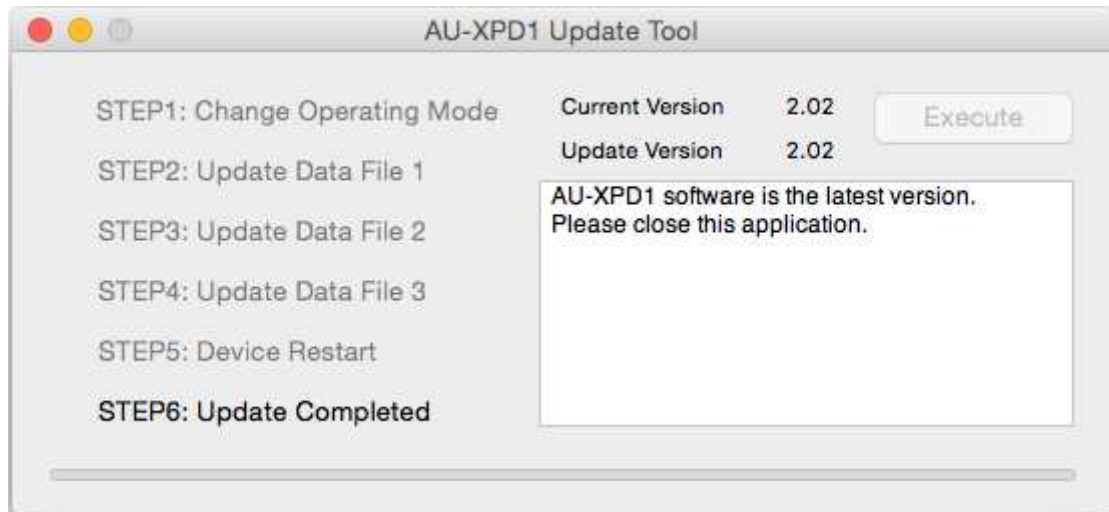 AU-XPD1 Update Tool
STEP1: Change Operating Mode
STEP2: Update Data File 1
STEP3: Update Data File 2
STEP4: Update Data File 3
STEP5: Device Restart
STEP6: Update Completed
Current Version 2.02
Update Version 2.02
Execute
AU-XPD1 software is the latest version.
Please close this application.